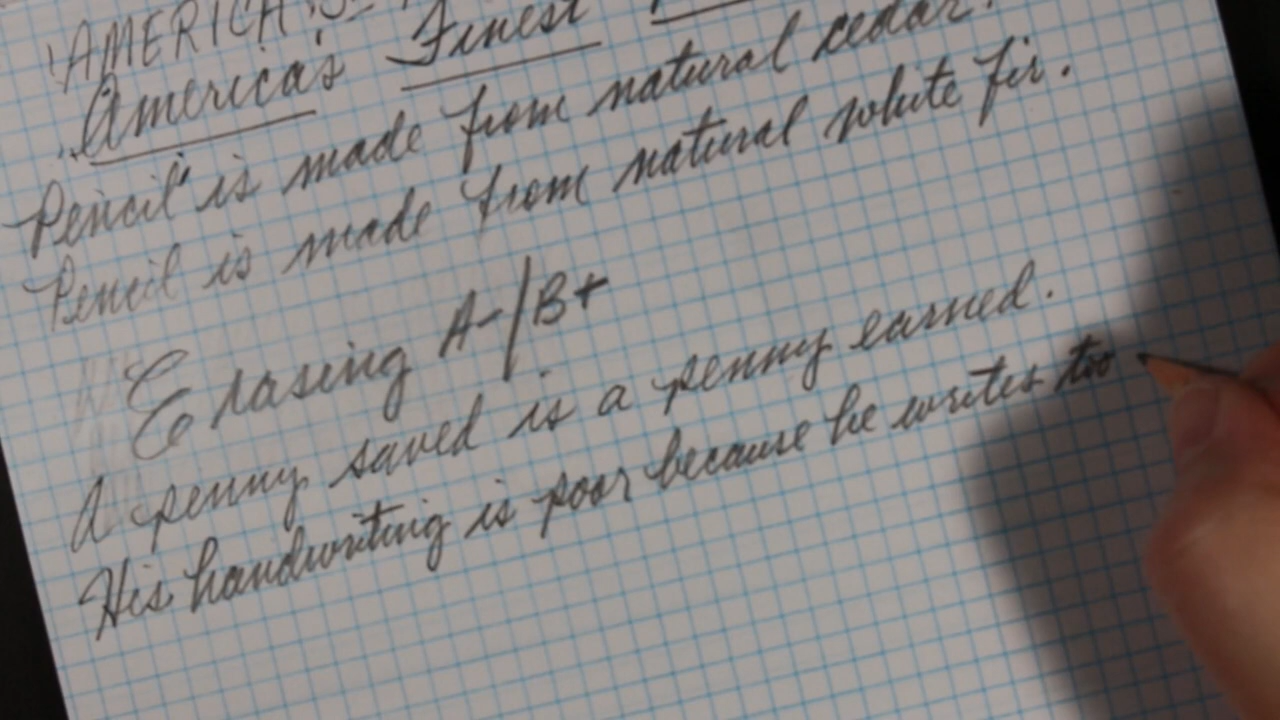 AMERICA'S
America's Finest
Pencil is made from natural cedar.
Pencil is made from natural white fir.
Erasing A-/B+
A penny saved is a penny earned.
His handwriting is poor because he writes too